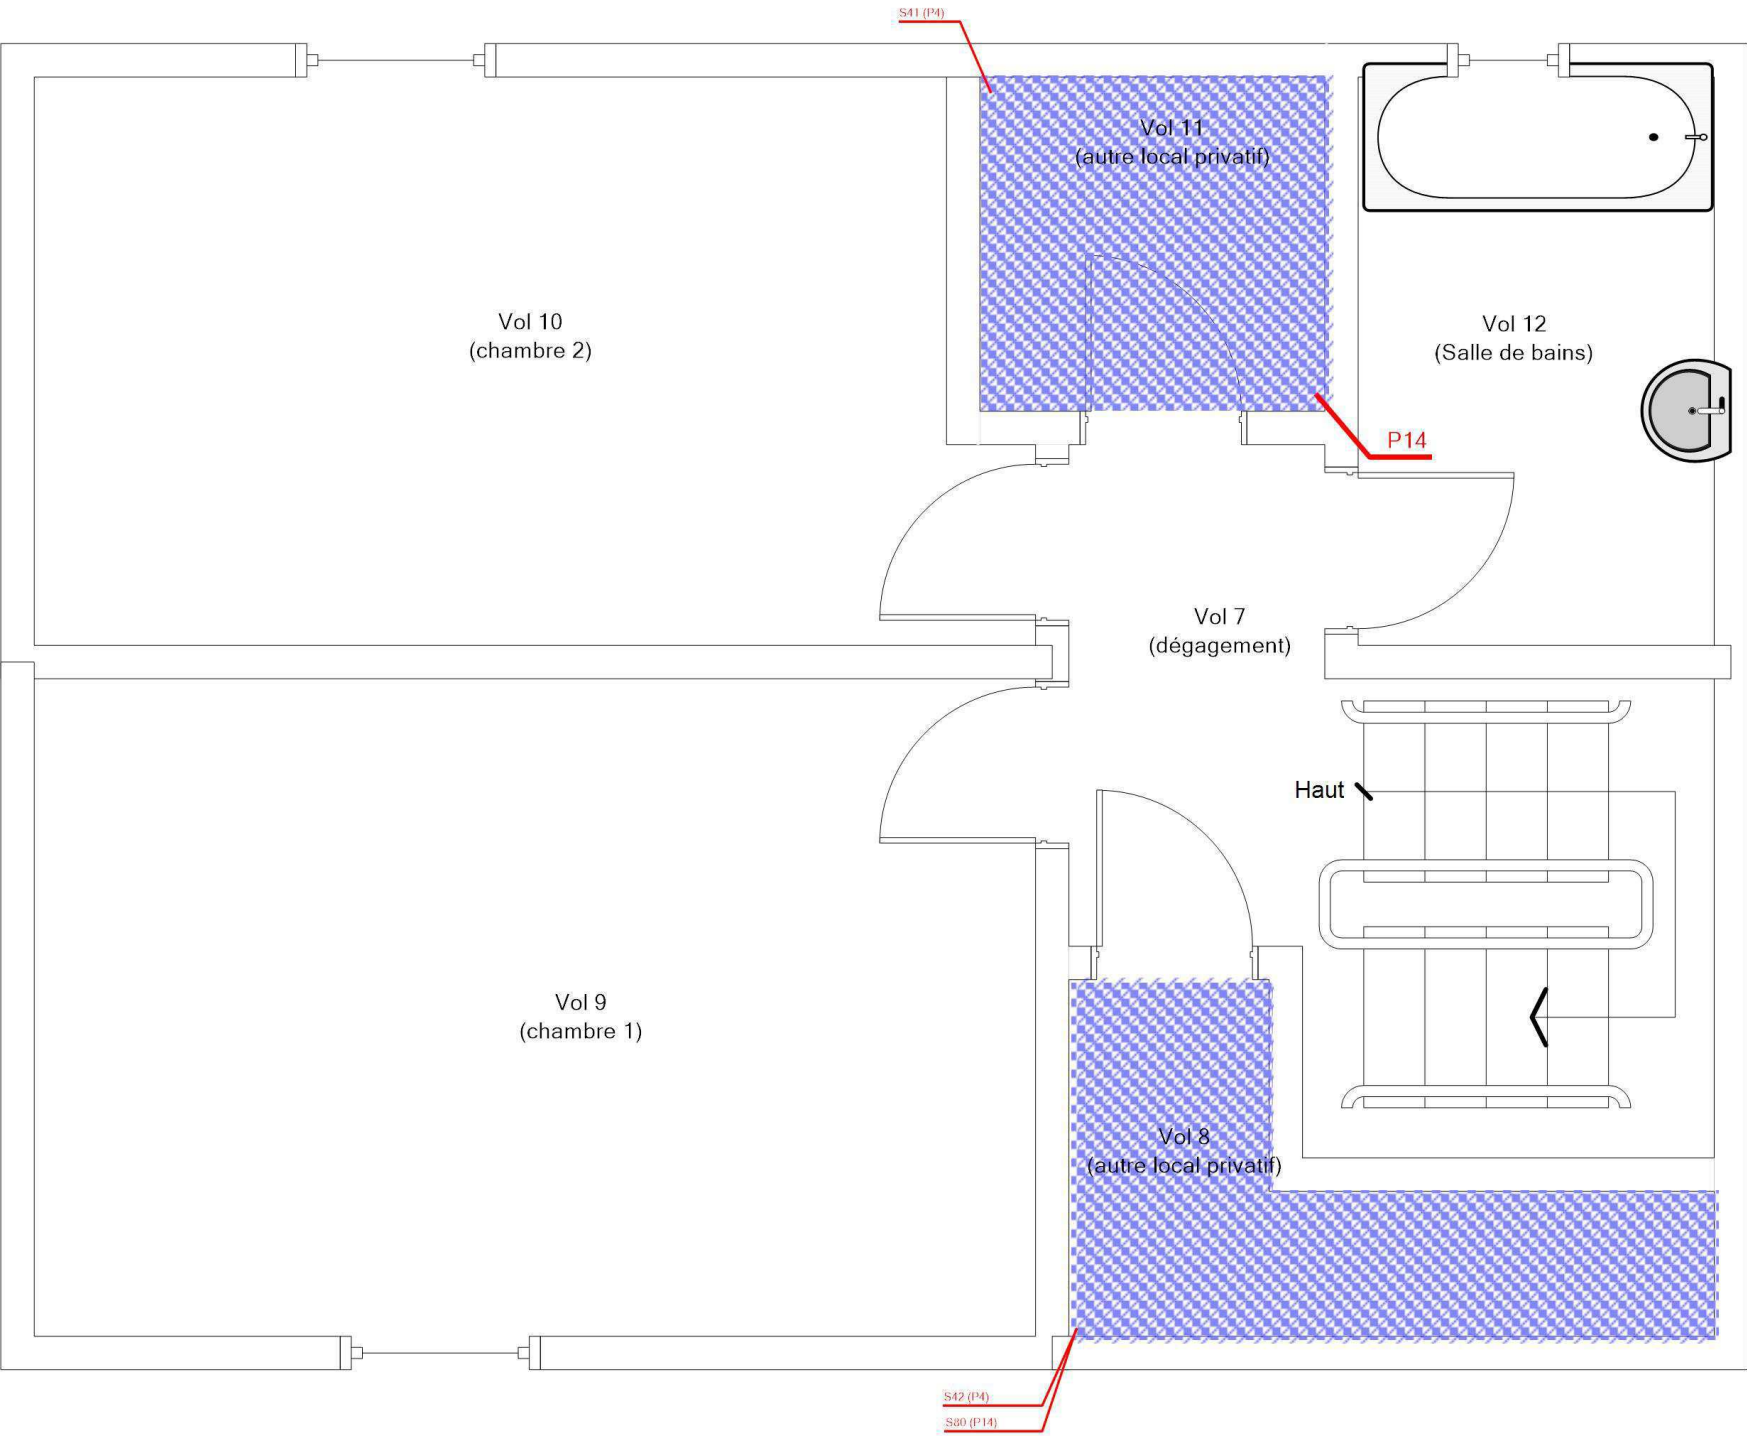 S41 (P4)
Vol 11
(autre local privatif)
Vol 10
(chambre 2)
Vol 12
(Salle de bains)
P14
Vol 7
(dégagement)
Haut
Vol 9
(chambre 1)
Vol 8
(autre local privatif)
S42 (P4)
S80 (P14)